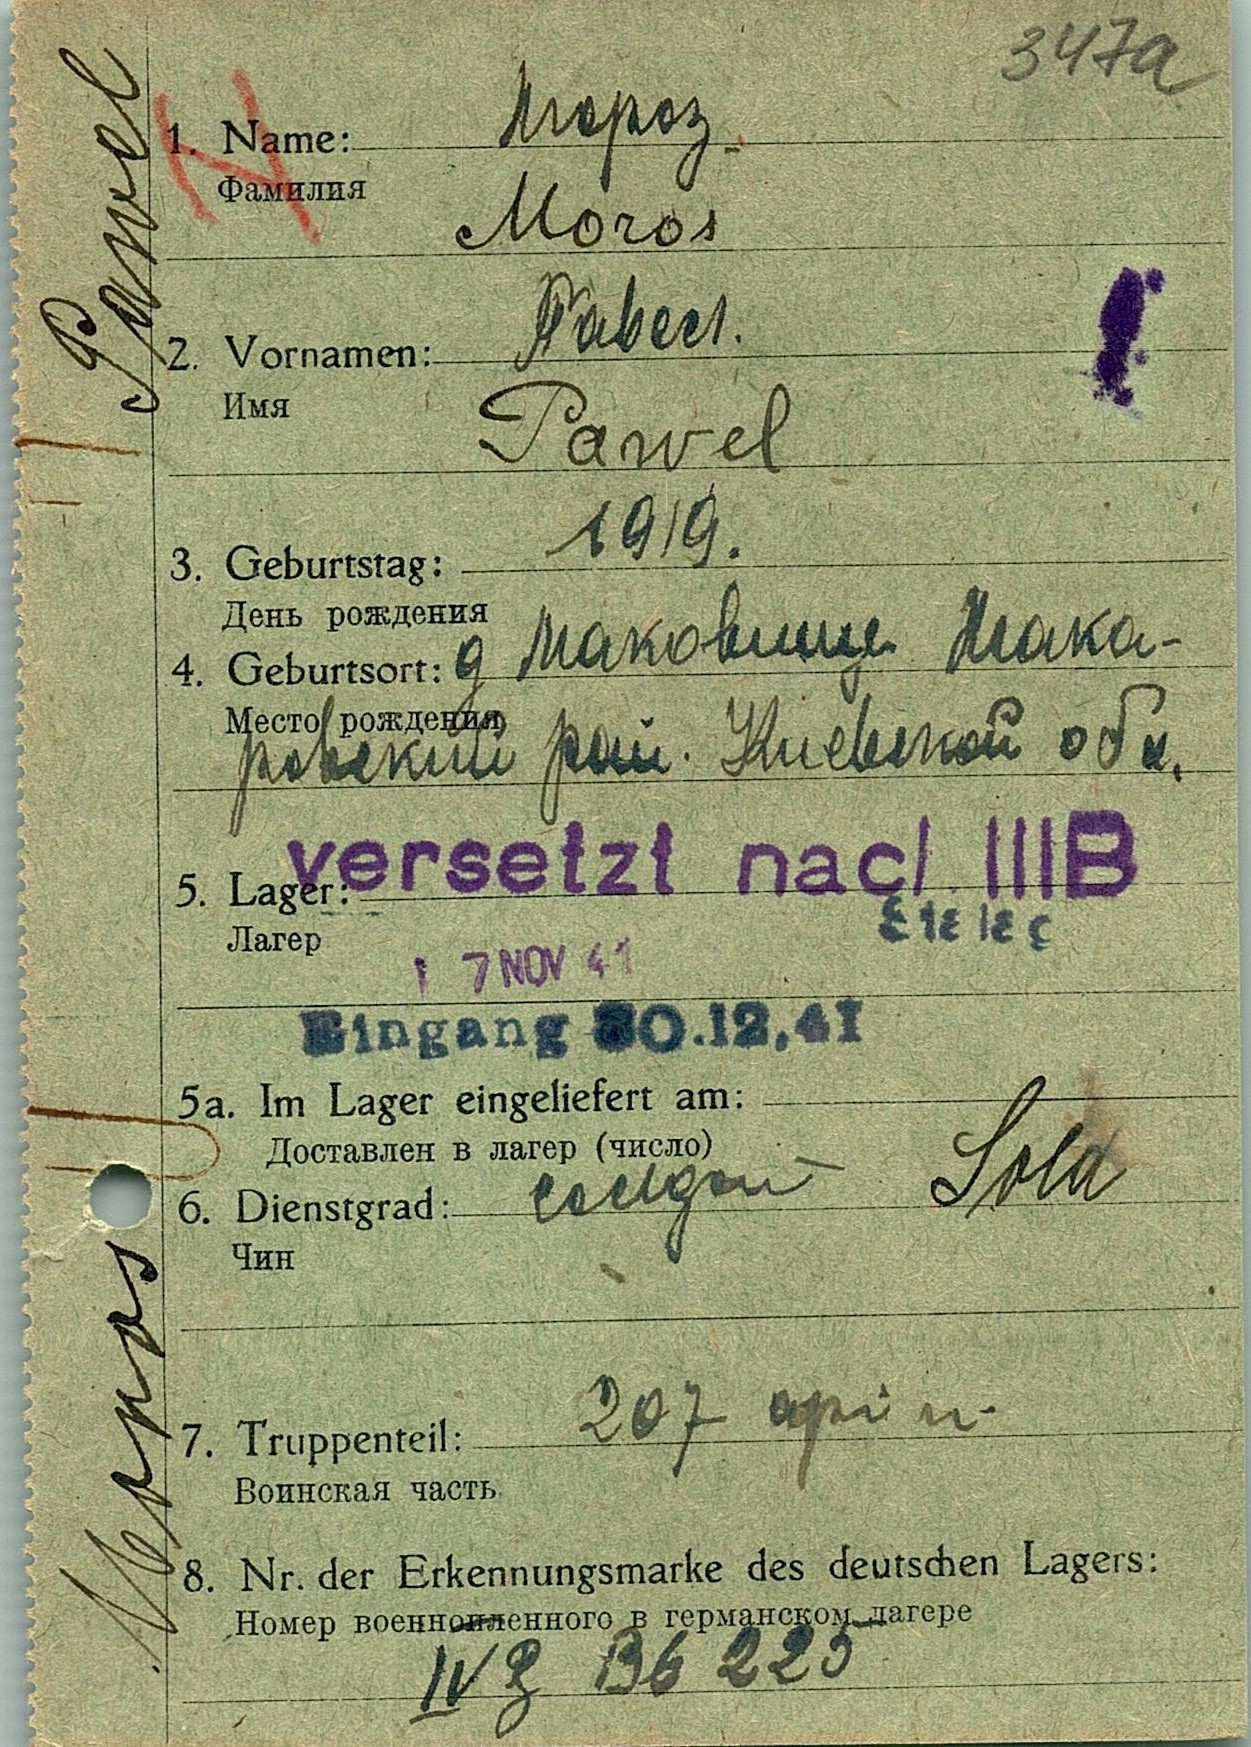 347a
1. Name: Мороз
Фамилия
Moros
2. Vornamen: Павел.
Имя
Pawel
3. Geburtstag: 1919.
День рождения
4. Geburtsort: д Маковище Мака-
Место рождения
ровский рай. Киевской обл.
versetzt nach IIIB
5. Lager:
Лагер
17 NOV 41
Eingang 30.12.41
5a. Im Lager eingeliefert am:
Доставлен в лагер (число)
6. Dienstgrad: солдат Sold
Чин
7. Truppenteil: 207
Воинская часть
8. Nr. der Erkennungsmarke des deutschen Lagers:
Номер военнопленного в германском лагере
IV B 225
Moros Pawel